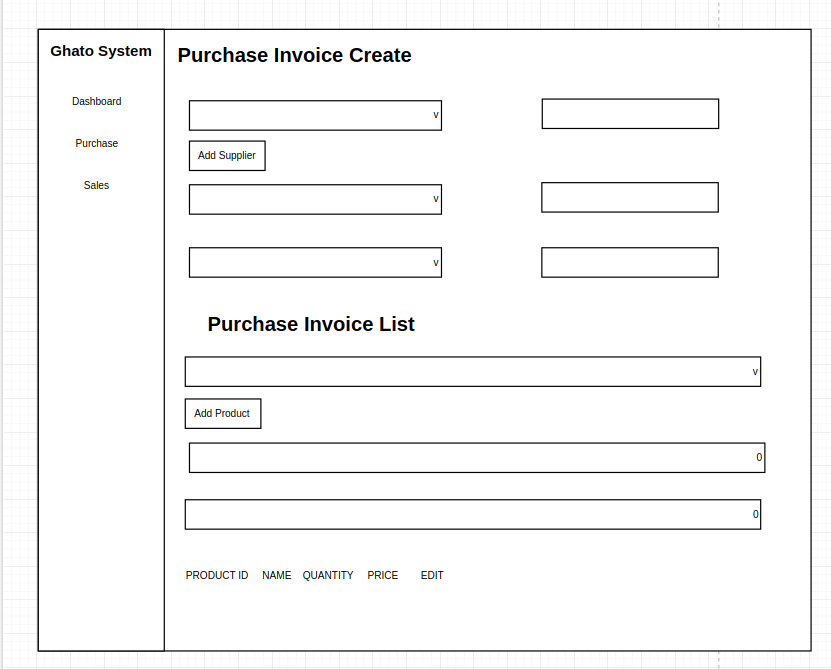 Ghato System
Dashboard
Purchase
Sales
Purchase Invoice Create
v
Add Supplier
v
v
Purchase Invoice List
v
Add Product
0
0
PRODUCT ID NAME QUANTITY PRICE EDIT